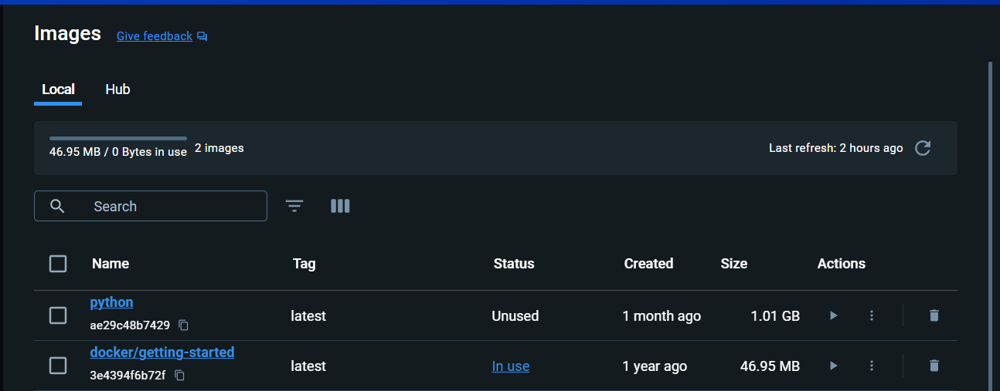 Images Give feedback
Local Hub
46.95 MB / 0 Bytes in use 2 images Last refresh: 2 hours ago
Search
Name Tag Status Created Size Actions
python
ae29c48b7429 latest Unused 1 month ago 1.01 GB
docker/getting-started
3e4394f6b72f latest In use 1 year ago 46.95 MB